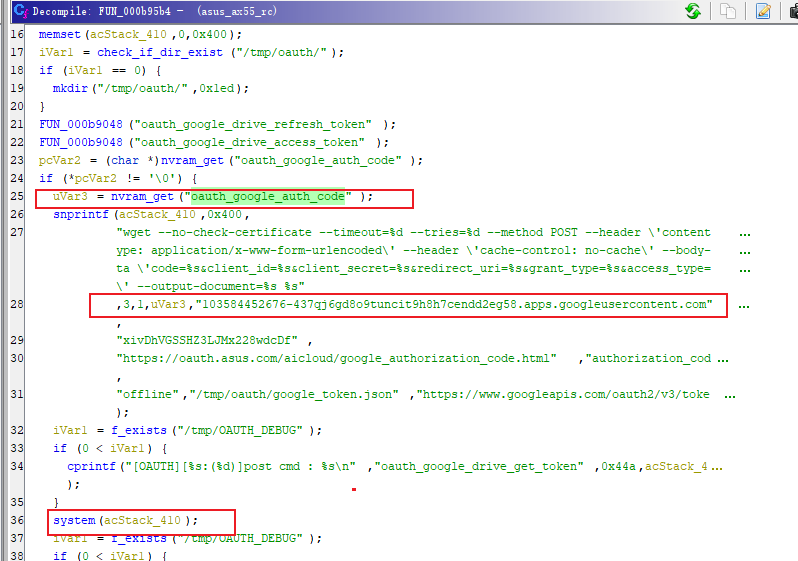 Decompile: FUN_000b95b4 - (asus_ax55_rc)
16 memset(acStack_410 ,0,0x400);
17 iVar1 = check_if_dir_exist ("/tmp/oauth/" );
18 if (iVar1 == 0) {
19 mkdir("/tmp/oauth/" ,0x1ed);
20 }
21 FUN_000b9048 ("oauth_google_drive_refresh_token" );
22 FUN_000b9048 ("oauth_google_drive_access_token" );
23 pcVar2 = (char *)nvram_get ("oauth_google_auth_code" );
24 if (*pcVar2 != '\0') {
25 uVar3 = nvram_get ("oauth_google_auth_code" );
26 snprintf (acStack_410 ,0x400,
27 "wget --no-check-certificate --timeout=%d --tries=%d --method POST --header \'content ...
ype: application/x-www-form-urlencoded\' --header \'cache-control: no-cache\' --body- ...
ta \'code=%s&client_id=%s&client_secret=%s&redirect_uri=%s&grant_type=%s&access_type= ...
\' --output-document=%s %s"
28 ,3,1,uVar3,"103584452676-437qj6gd8o9tuncit9h8h7cendd2eg58.apps.googleusercontent.com" ...
,
29 "xivDhVGSSHZ3LJMx228wdcDf" ,
30 "https://oauth.asus.com/aicloud/google_authorization_code.html" ,"authorization_cod ...
,
31 "offline" ,"/tmp/oauth/google_token.json" ,"https://www.googleapis.com/oauth2/v3/toke ...
);
32 iVar1 = f_exists ("/tmp/OAUTH_DEBUG" );
33 if (0 < iVar1) {
34 cprintf ("[OAUTH][%s:(%d)]post cmd : %s\n" ,"oauth_google_drive_get_token" ,0x44a,acStack_4 ...
);
35 }
36 system(acStack_410 );
37 iVar1 = f_exists ("/tmp/OAUTH_DEBUG" );
38 if (0 < iVar1) {